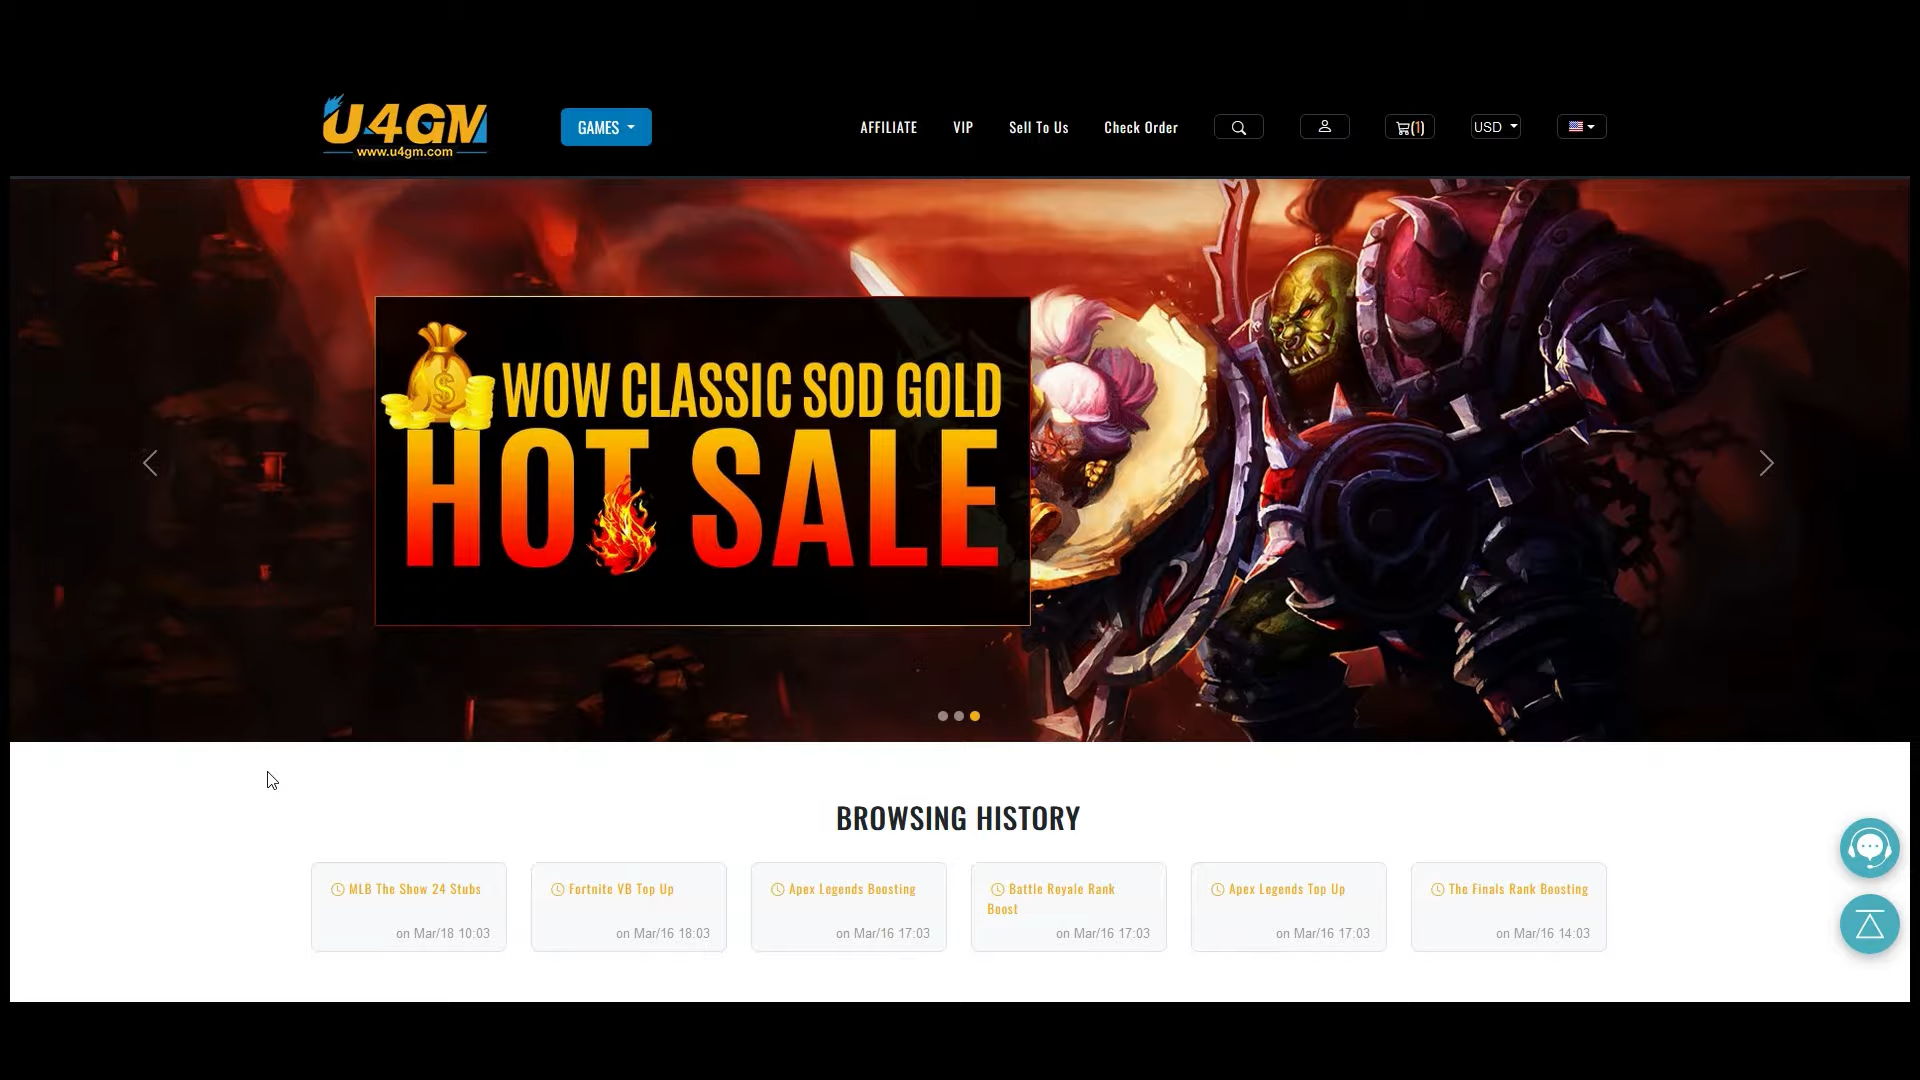 U4GM
www.u4gm.com
GAMES
AFFILIATE
VIP
Sell To Us
Check Order
(1)
USD
$
WOW CLASSIC SOD GOLD
HOT SALE
BROWSING HISTORY
MLB The Show 24 Stubs
on Mar/18 10:03
Fortnite VB Top Up
on Mar/16 18:03
Apex Legends Boosting
on Mar/16 17:03
Battle Royale Rank
Boost
on Mar/16 17:03
Apex Legends Top Up
on Mar/16 17:03
The Finals Rank Boosting
on Mar/16 14:03